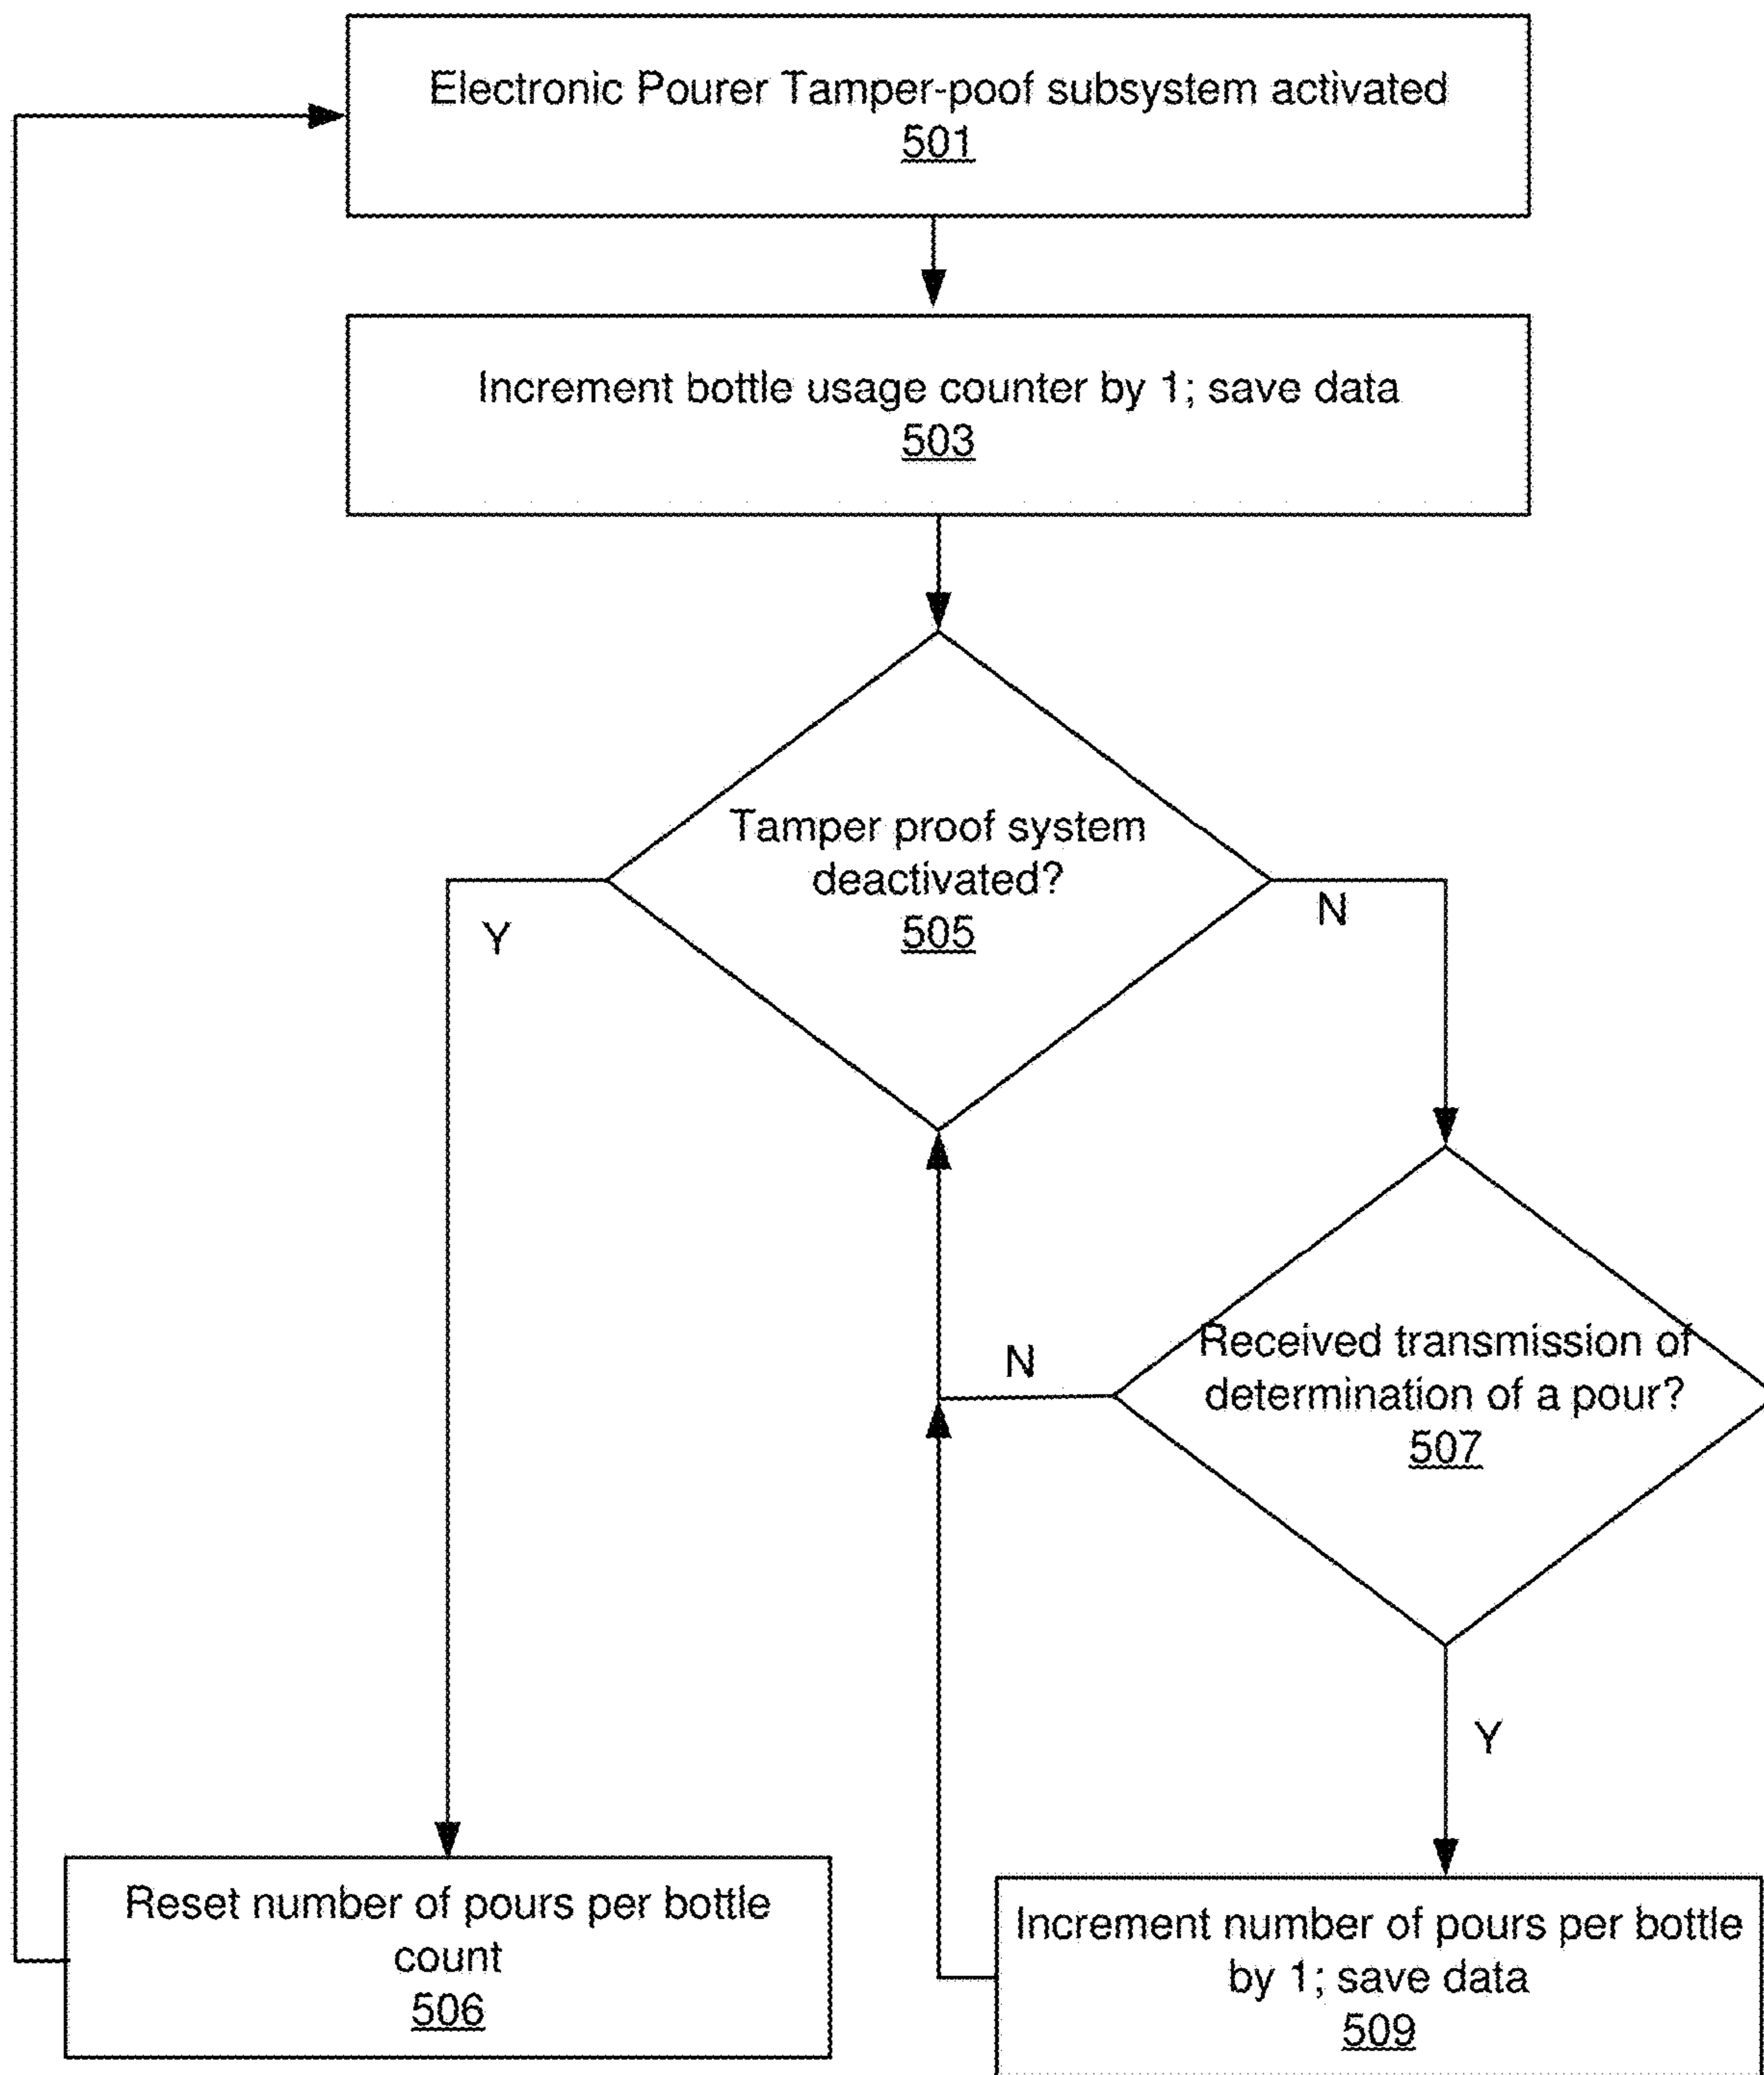 Electronic Pourer Tamper-poof subsystem activated
501
Increment bottle usage counter by 1; save data
503
Tamper proof system
deactivated?
505
Y
N
Received transmission of
determination of a pour?
507
N
Y
Reset number of pours per bottle
count
506
Increment number of pours per bottle
by 1; save data
509